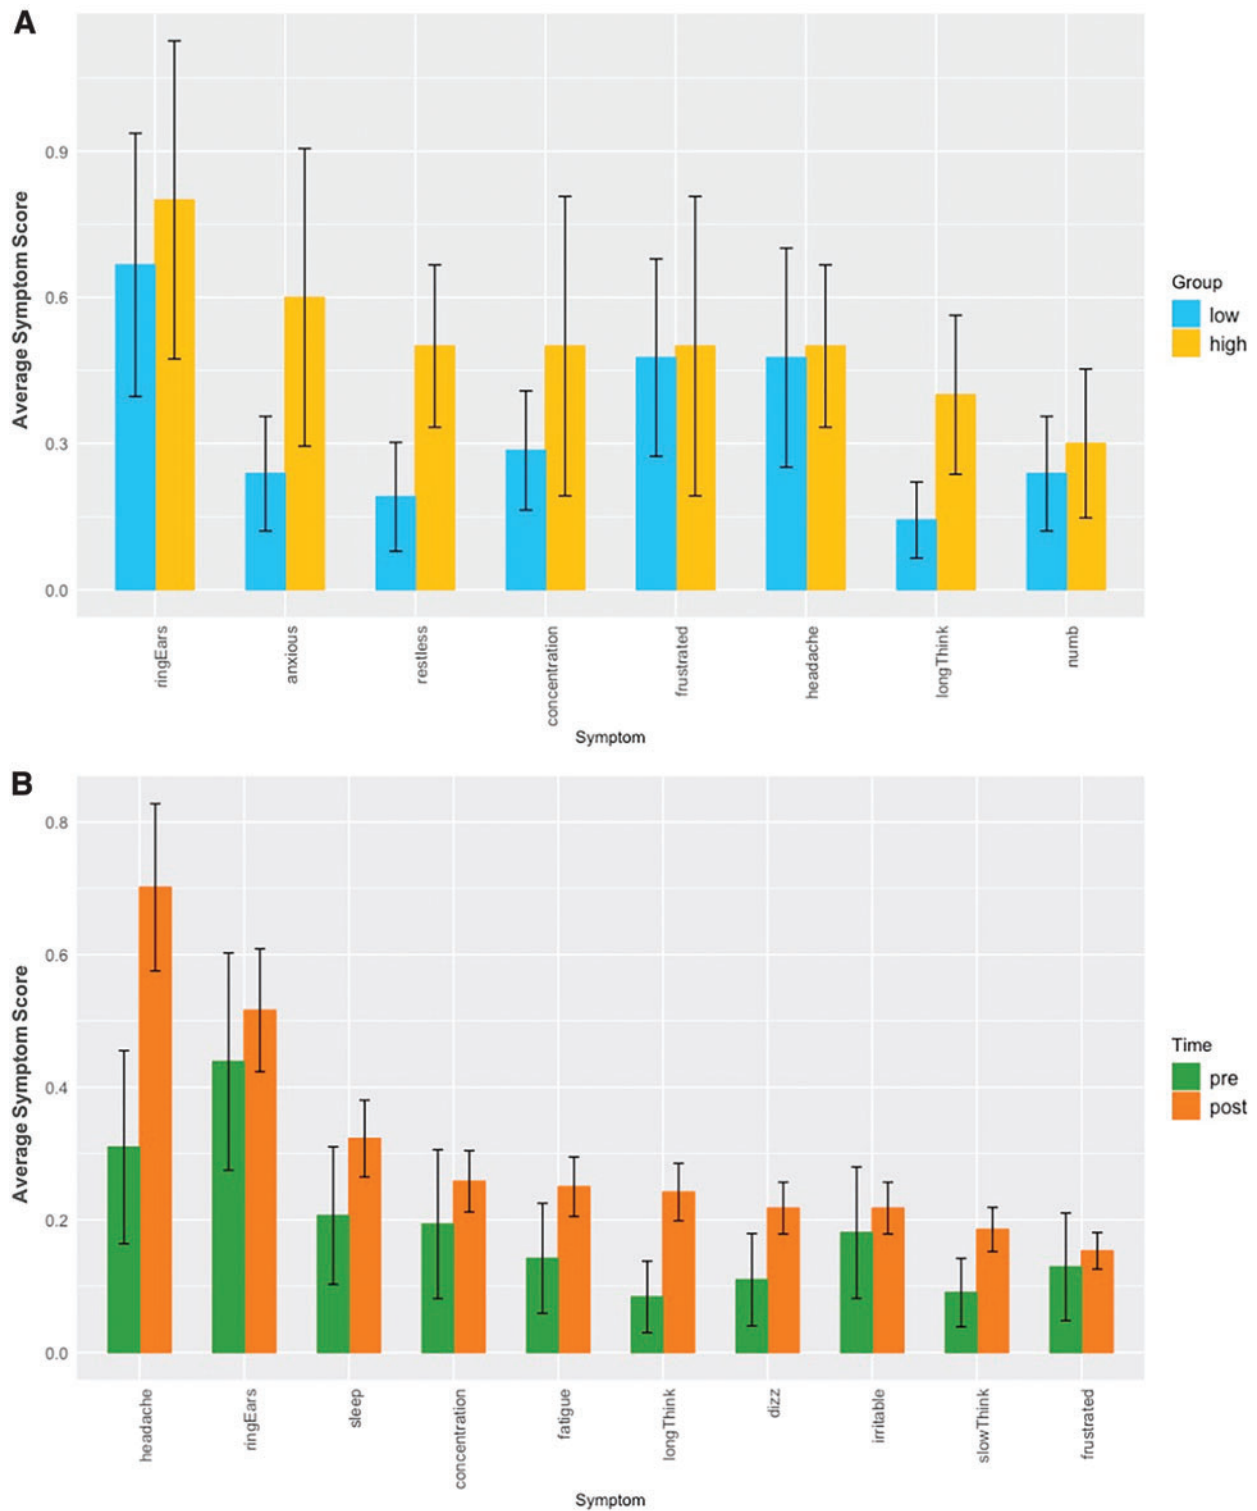 A
Average Symptom Score
0.9
0.6
0.3
0.0
ringEars
anxious
restless
concentration
frustrated
headache
longThink
numb
Symptom
Group
low
high
B
Average Symptom Score
0.8
0.6
0.4
0.2
0.0
headache
ringEars
sleep
concentration
fatigue
longThink
dizz
irritable
slowThink
frustrated
Symptom
Time
pre
post